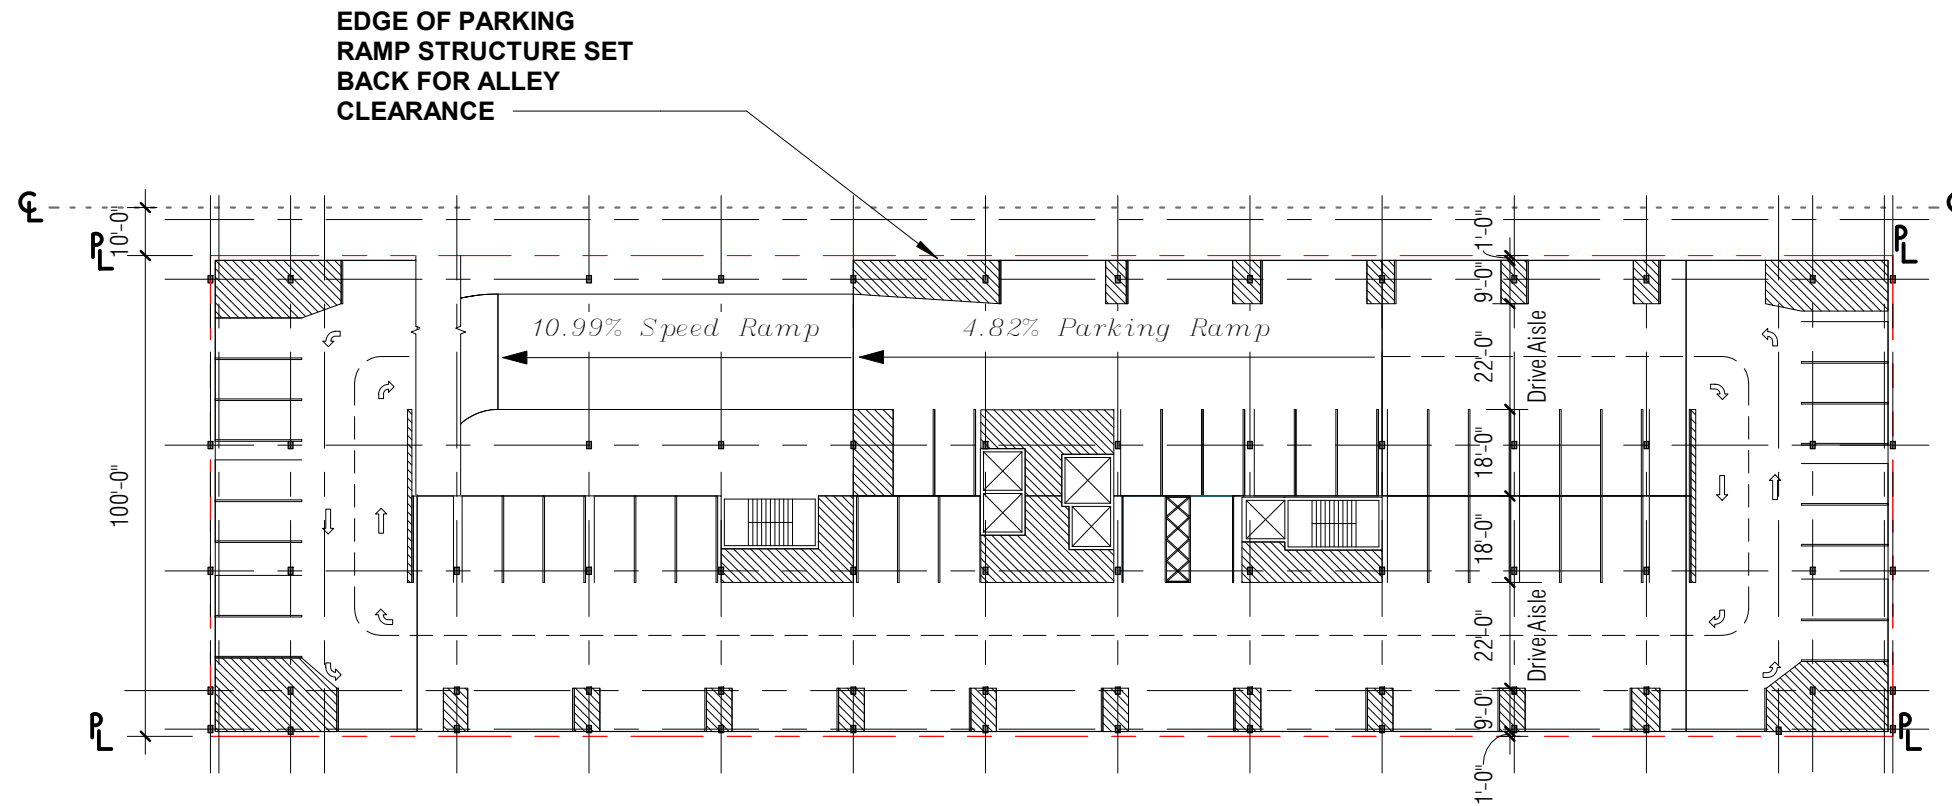 EDGE OF PARKING
RAMP STRUCTURE SET
BACK FOR ALLEY
CLEARANCE
℄
10'-0"
PL
PL
1'-0"
9'-0"
10.99% Speed Ramp
4.82% Parking Ramp
22'-0"
Drive Aisle
18'-0"
100'-0"
18'-0"
22'-0"
Drive Aisle
9'-0"
PL
PL
1'-0"